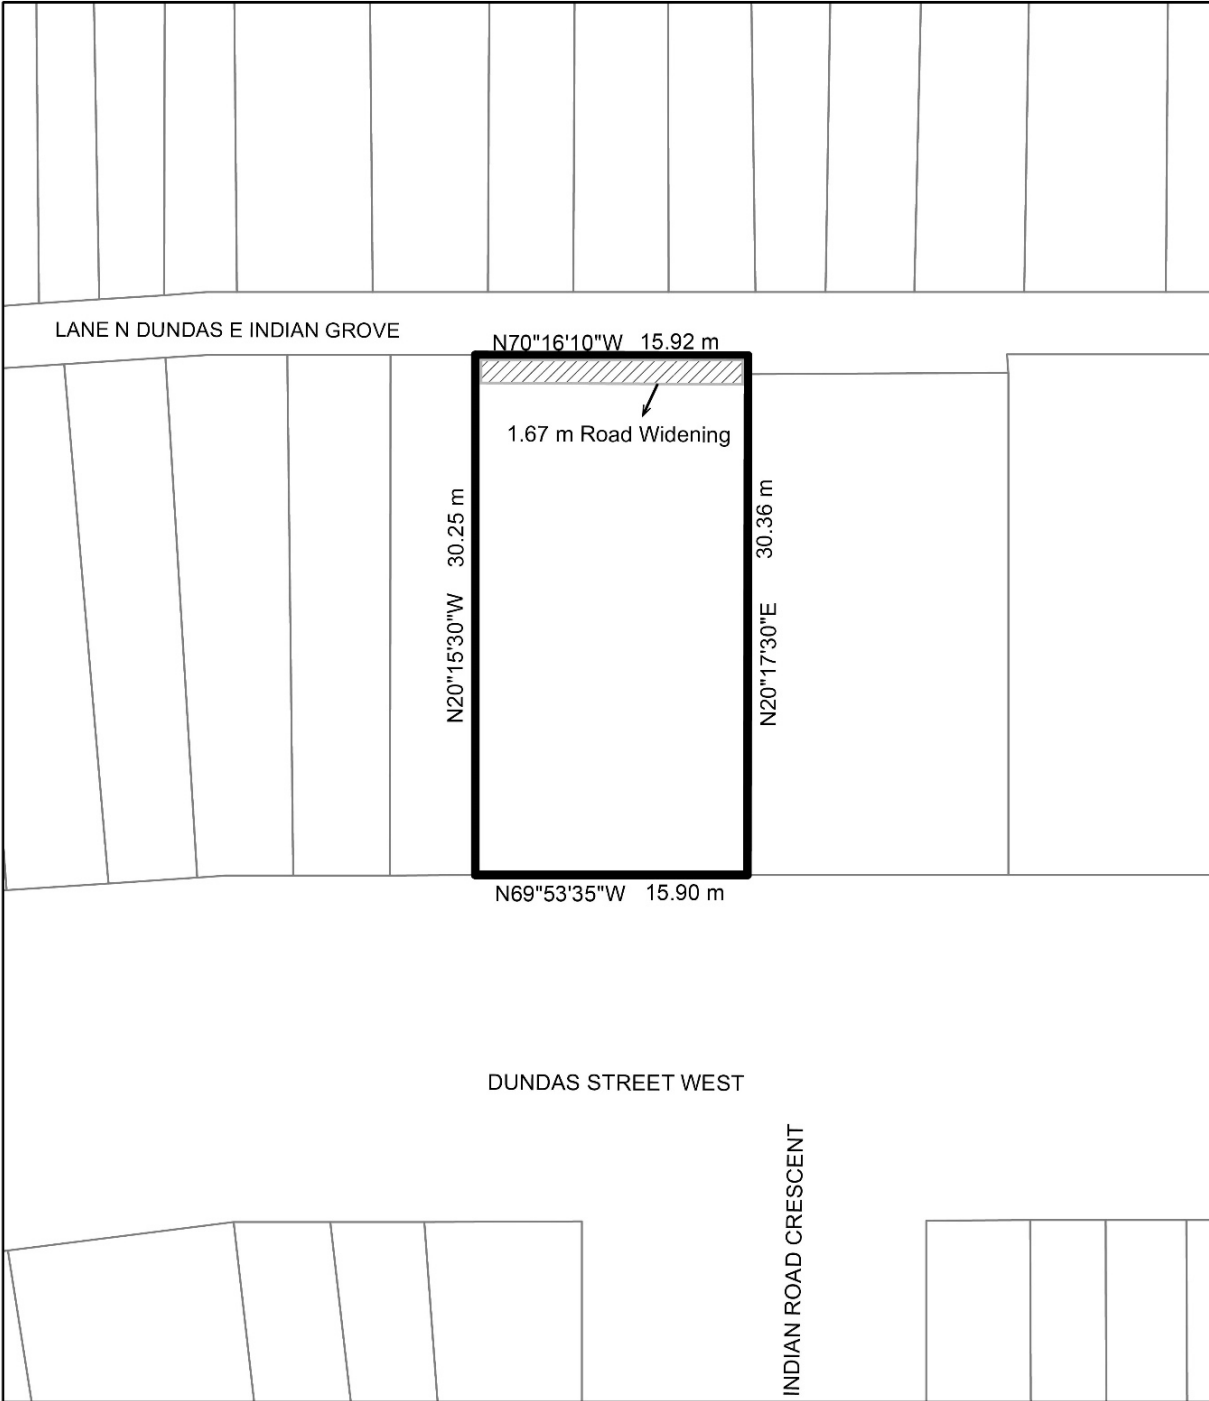 LANE N DUNDAS E INDIAN GROVE
N70"16'10"W 15.92 m
1.67 m Road Widening
N20"15'30"W 30.25 m
N20"17'30"E 30.36 m
N69"53'35"W 15.90 m
DUNDAS STREET WEST
INDIAN ROAD CRESCENT